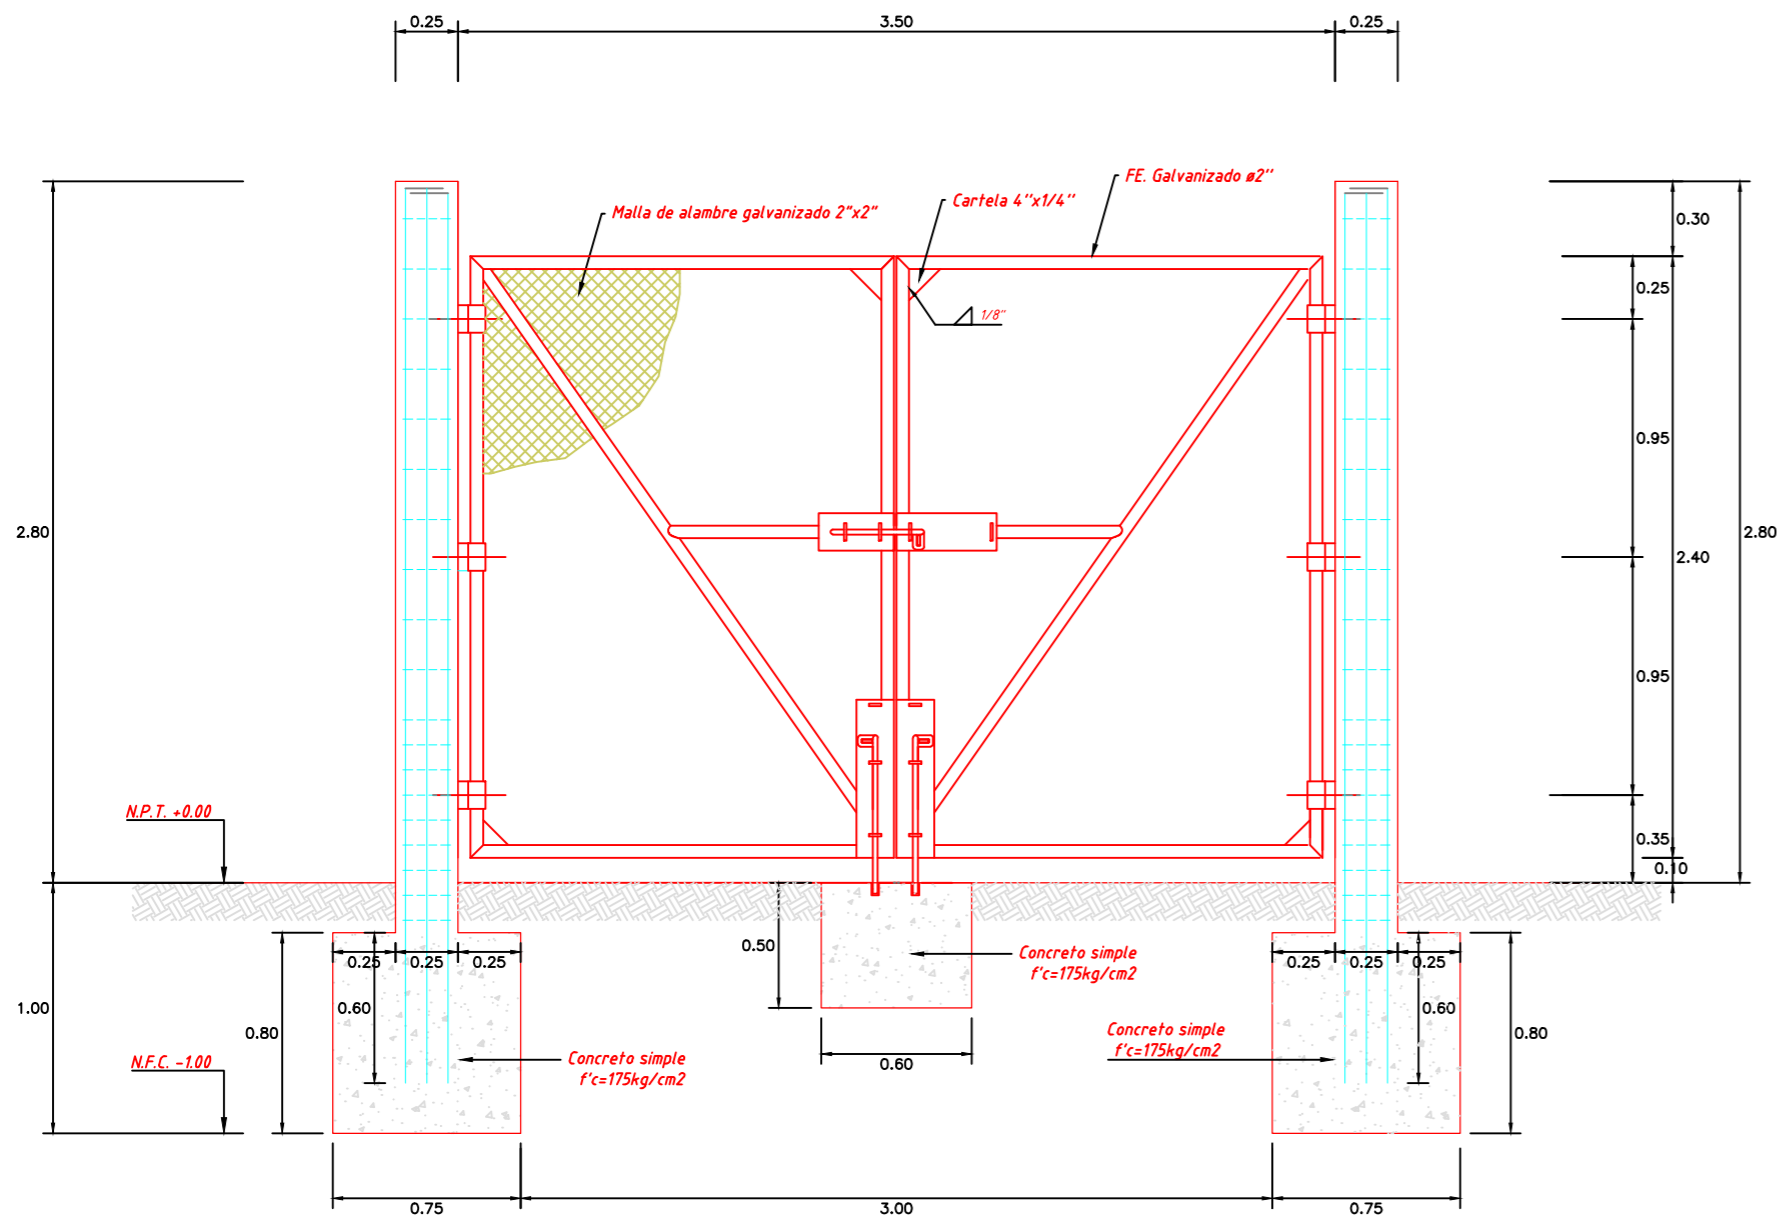 0.25
3.50
0.25
FE. Galvanizado ø2''
Cartela 4''x1/4''
Malla de alambre galvanizado 2"x2"
0.30
0.25
1/8"
0.95
2.80
2.40
2.80
0.95
N.P.T. +0.00
0.35
0.10
0.50
Concreto simple
f'c=175kg/cm2
0.25
0.25
0.25
0.25
0.25
0.25
1.00
0.80
0.60
0.60
0.80
Concreto simple
f'c=175kg/cm2
N.F.C. -1.00
Concreto simple
f'c=175kg/cm2
0.60
0.75
3.00
0.75